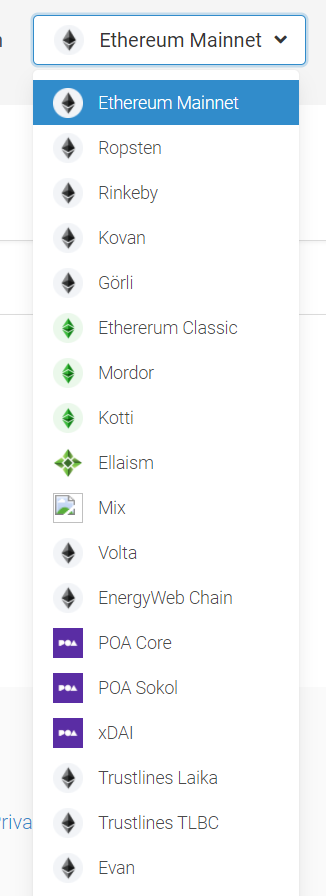 Ethereum Mainnet
Ethereum Mainnet
Ropsten
Rinkeby
Kovan
Görli
Ethererum Classic
Mordor
Kotti
Ellaism
Mix
Volta
EnergyWeb Chain
POA POA Core
POA POA Sokol
POA xDAI
Trustlines Laika
riva Trustlines TLBC
Evan